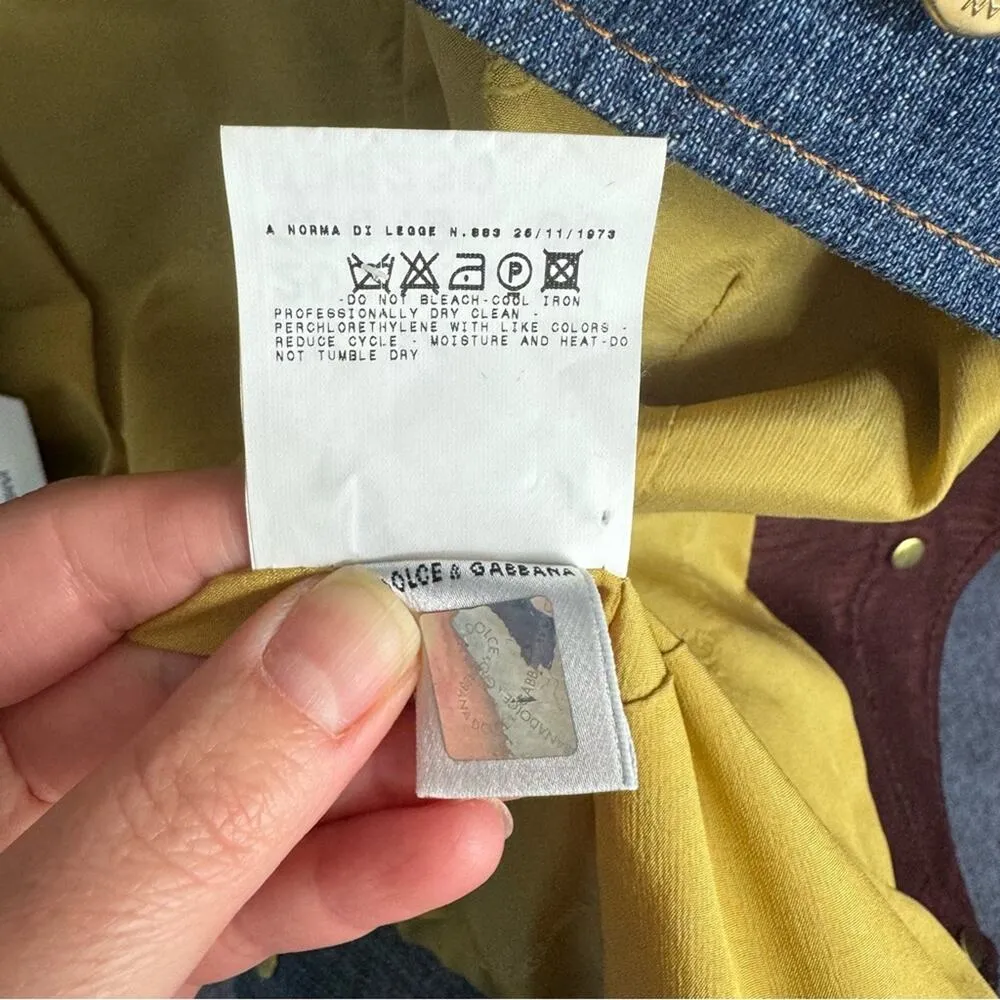 A NORMA DI LEGGE N.883 26/11/1973
P
-DO NOT BLEACH-COOL IRON
PROFESSIONALLY DRY CLEAN -
PERCHLORETHYLENE WITH LIKE COLORS -
REDUCE CYCLE - MOISTURE AND HEAT-DO
NOT TUMBLE DRY
DOLCE & GABBANA